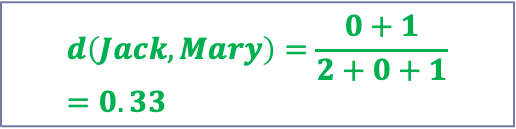 d(Jack, Mary) = (0 + 1) / (2 + 0 + 1)
= 0.33